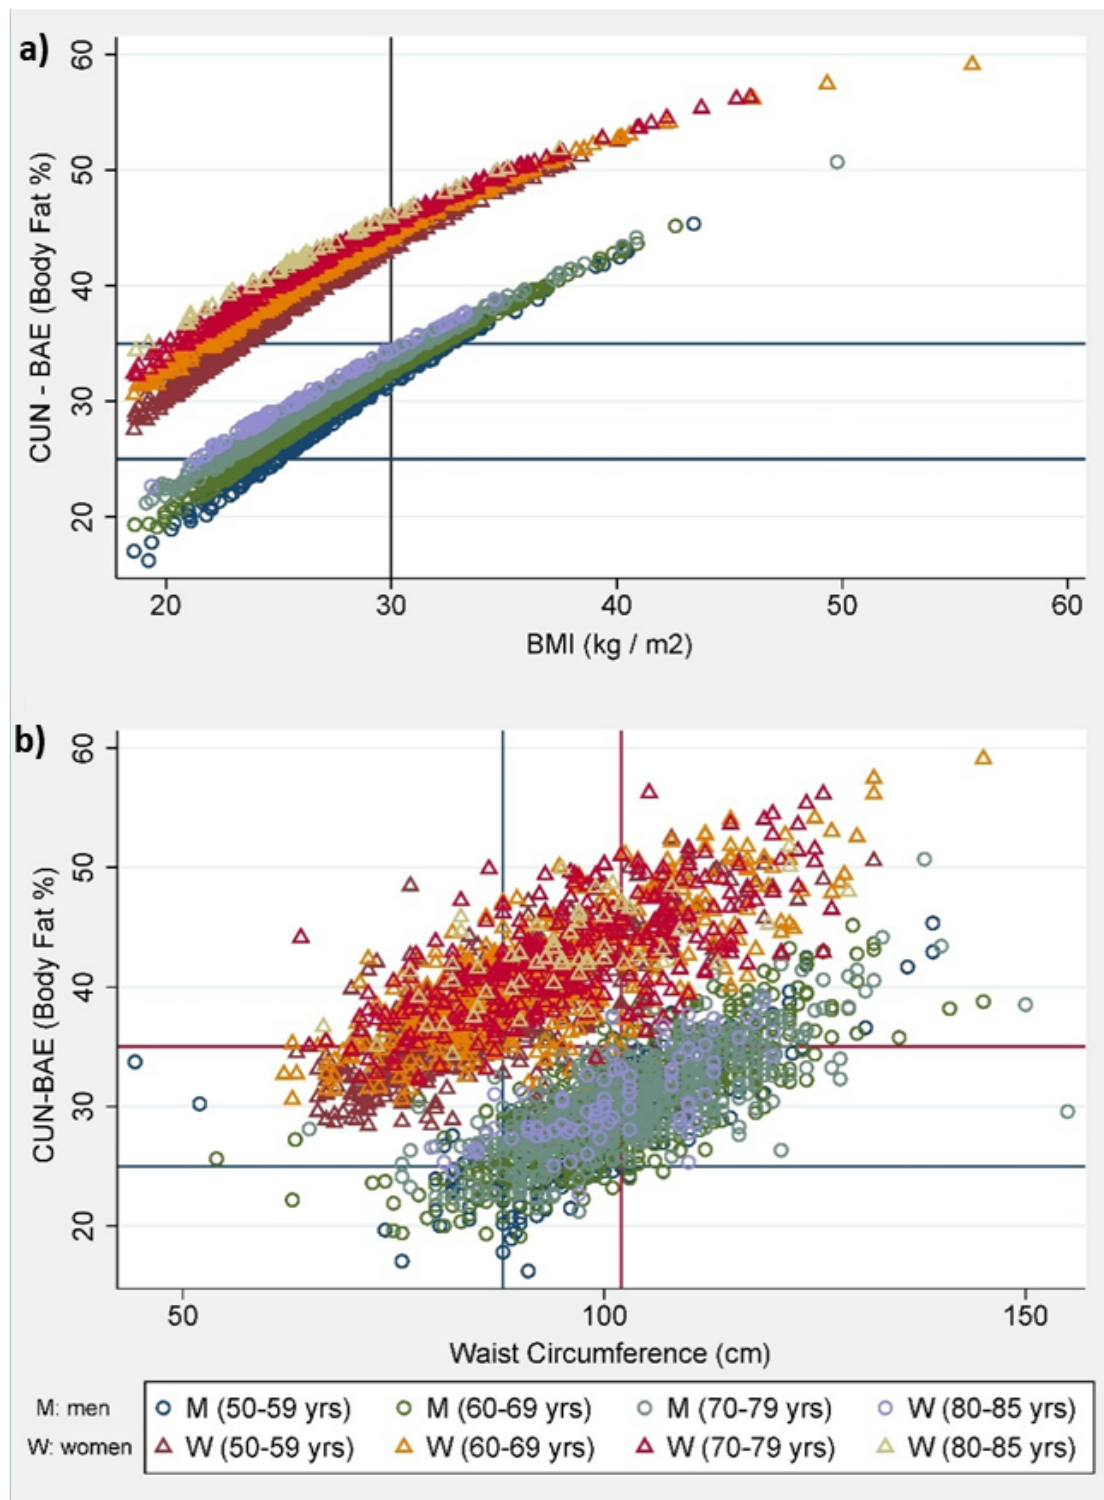 a)
60
50
40
30
20
CUN - BAE (Body Fat %)
20 30 40 50 60
BMI (kg / m2)
b)
60
50
40
30
20
CUN-BAE (Body Fat %)
50 100 150
Waist Circumference (cm)
M: men
W: women
M (50-59 yrs) M (60-69 yrs) M (70-79 yrs) W (80-85 yrs)
W (50-59 yrs) W (60-69 yrs) W (70-79 yrs) W (80-85 yrs)